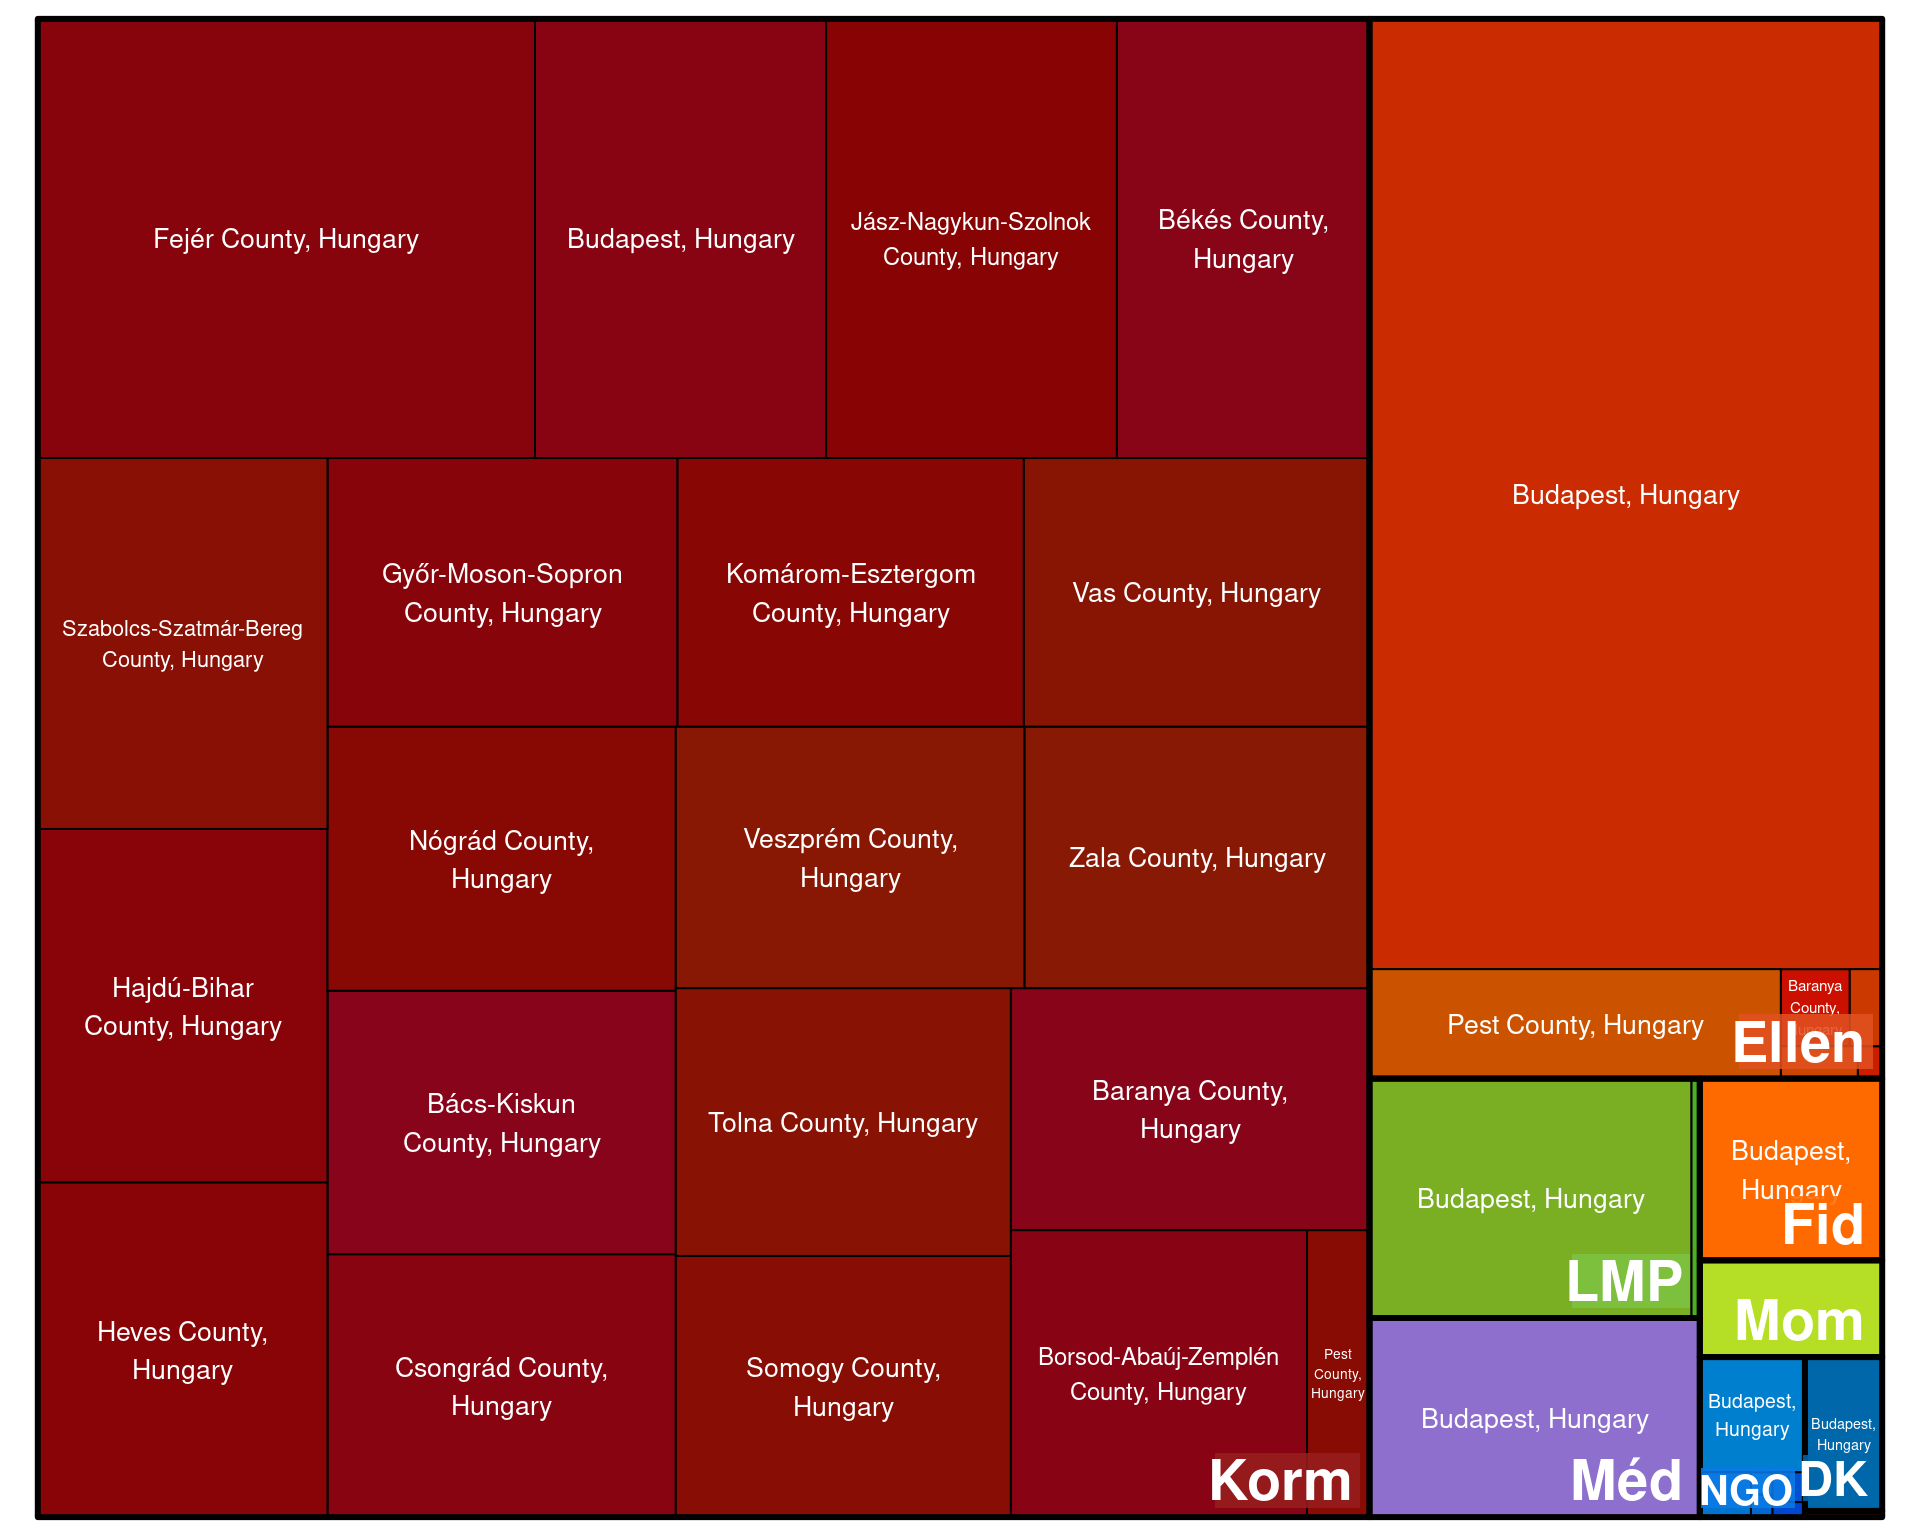 Fejér County, Hungary
Budapest, Hungary
Jász-Nagykun-Szolnok
County, Hungary
Békés County,
Hungary
Szabolcs-Szatmár-Bereg
County, Hungary
Győr-Moson-Sopron
County, Hungary
Komárom-Esztergom
County, Hungary
Vas County, Hungary
Nógrád County,
Hungary
Veszprém County,
Hungary
Zala County, Hungary
Hajdú-Bihar
County, Hungary
Bács-Kiskun
County, Hungary
Tolna County, Hungary
Baranya County,
Hungary
Heves County,
Hungary
Csongrád County,
Hungary
Somogy County,
Hungary
Borsod-Abaúj-Zemplén
County, Hungary
Pest
County,
Hungary
Korm
Budapest, Hungary
Pest County, Hungary
Baranya
County,
Hungary
Ellen
Budapest, Hungary
LMP
Budapest,
Hungary
Fid
Mom
Budapest, Hungary
Méd
Budapest,
Hungary
NGO
Budapest,
Hungary
DK